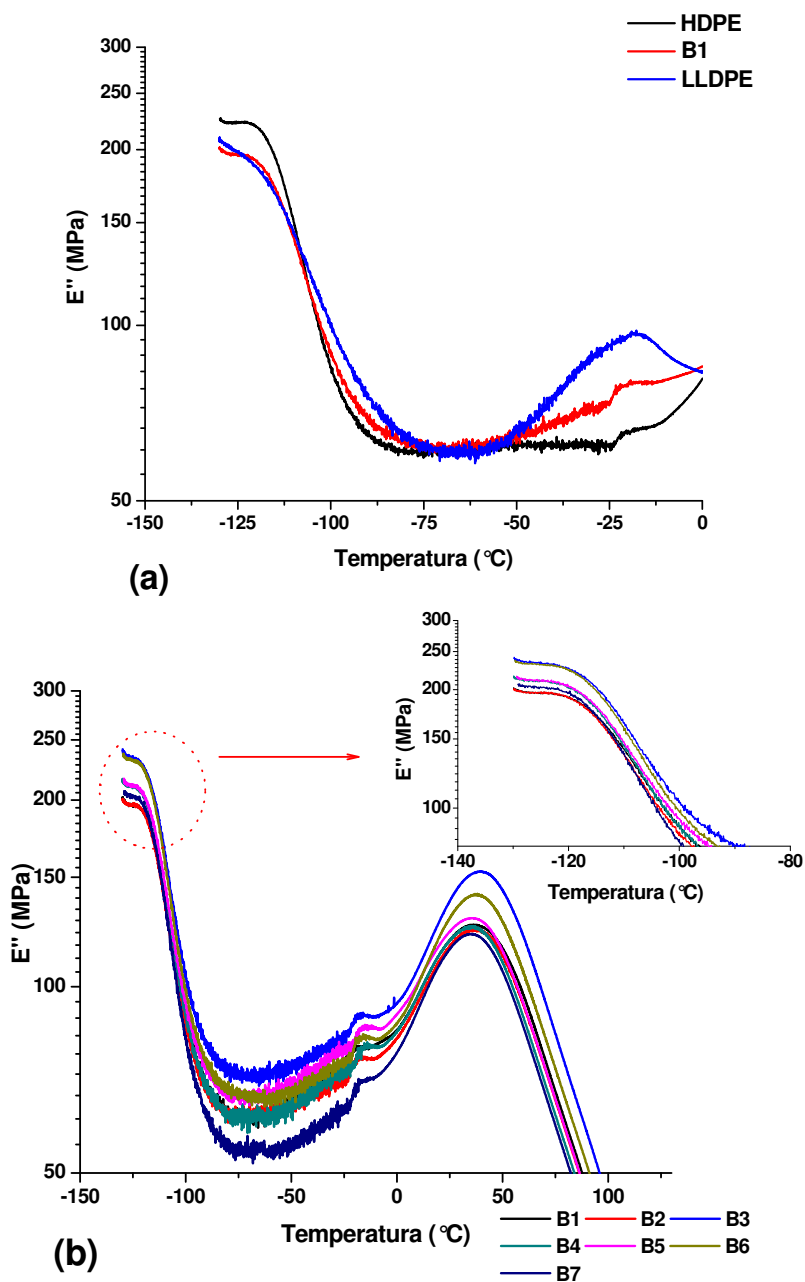 HDPE
B1
LLDPE
300
250
200
150
100
50
E'' (MPa)
-150 -125 -100 -75 -50 -25 0
Temperatura (°C)
(a)
300
250
200
150
100
E'' (MPa)
-140 -120 -100 -80
Temperatura (°C)
300
250
200
150
100
50
E'' (MPa)
-150 -100 -50 0 50 100
Temperatura (°C)
(b)
B1 B2 B3
B4 B5 B6
B7